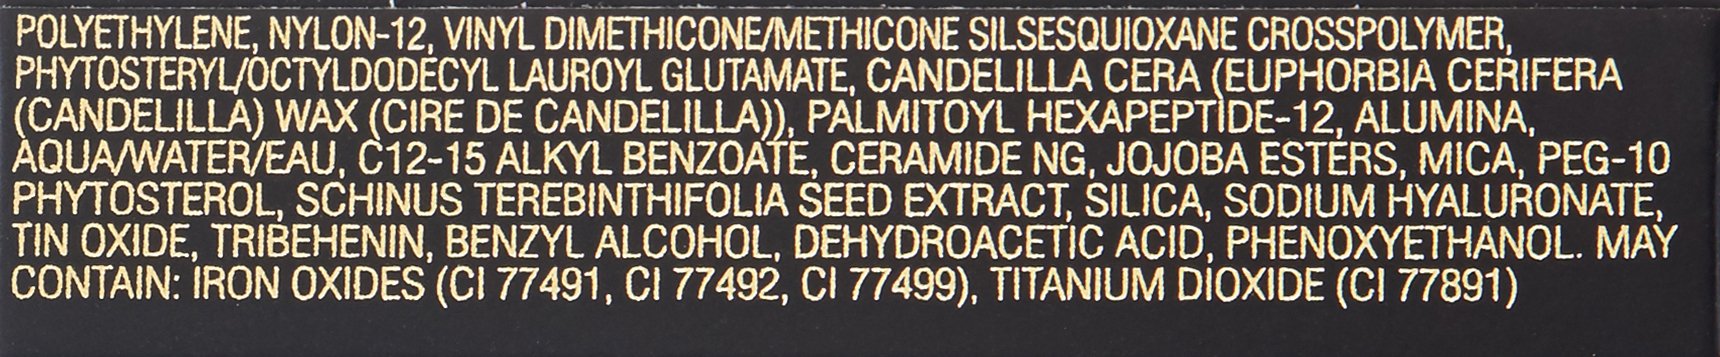 POLYETHYLENE, NYLON-12, VINYL DIMETHICONE/METHICONE SILSESQUIOXANE CROSSPOLYMER,
PHYTOSTERYL/OCTYLDODECYL LAUROYL GLUTAMATE, CANDELILLA CERA (EUPHORBIA CERIFERA
(CANDELILLA) WAX (CIRE DE CANDELILLA)), PALMITOYL HEXAPEPTIDE-12, ALUMINA,
AQUA/WATER/EAU, C12-15 ALKYL BENZOATE, CERAMIDE NG, JOJOBA ESTERS, MICA, PEG-10
PHYTOSTEROL, SCHINUS TEREBINTHIFOLIA SEED EXTRACT, SILICA, SODIUM HYALURONATE,
TIN OXIDE, TRIBEHENIN, BENZYL ALCOHOL, DEHYDROACETIC ACID, PHENOXYETHANOL. MAY
CONTAIN: IRON OXIDES (CI 77491, CI 77492, CI 77499), TITANIUM DIOXIDE (CI 77891)